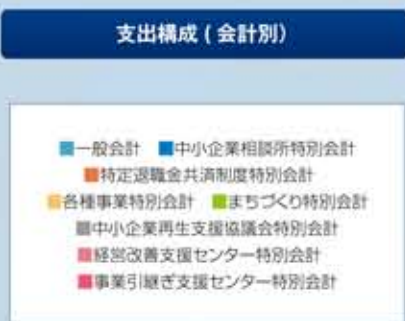 支出構成 ( 会計別)
一般会計 中小企業相談所特別会計
特定退職金共済制度特別会計
各種事業特別会計 まちづくり特別会計
中小企業再生支援協議会特別会計
経営改善支援センター特別会計
事業引継ぎ支援センター特別会計